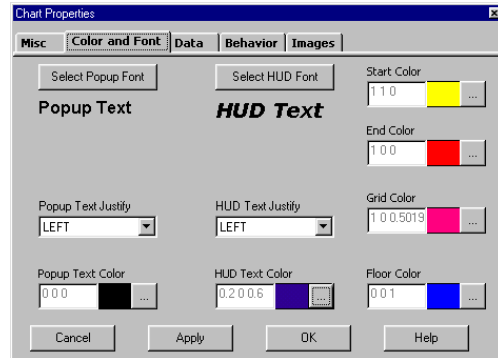 Chart Properties
Misc Color and Font Data Behavior Images
Select Popup Font Select HUD Font Start Color
1 1 0 ...
Popup Text HUD Text
End Color
1 0 0 ...
Popup Text Justify HUD Text Justify Grid Color
LEFT LEFT 1 0 0.5019 ...
Popup Text Color HUD Text Color Floor Color
0 0 0 ... 0.2 0 0.6 ... 0 0 1 ...
Cancel Apply OK Help